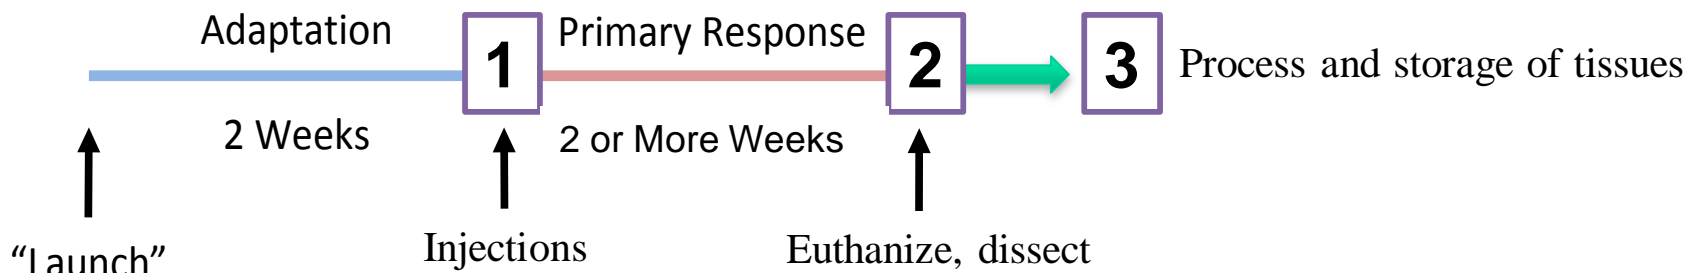 Adaptation
1
Primary Response
2
3
Process and storage of tissues
2 Weeks
2 or More Weeks
“Launch”
Injections
Euthanize, dissect